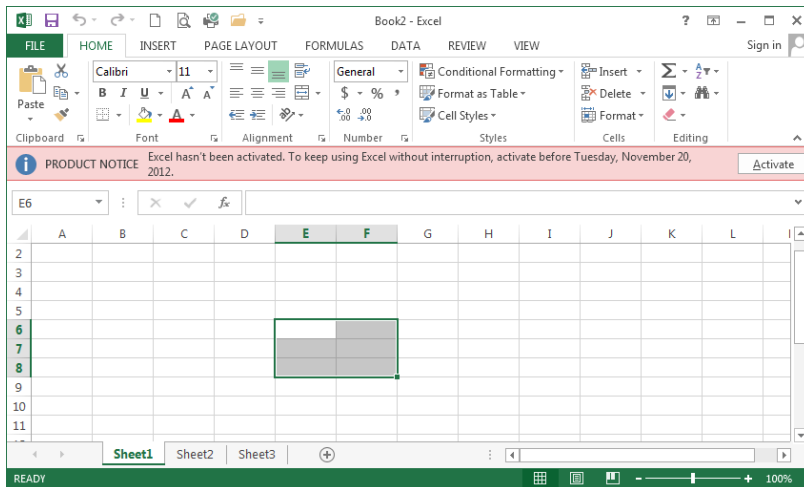 Book2 - Excel
FILE HOME INSERT PAGE LAYOUT FORMULAS DATA REVIEW VIEW Sign in
Paste
Calibri 11
B I U A A
A
General
$ % ,
.00 .00
Conditional Formatting
Format as Table
Cell Styles
Insert
Delete
Format
Clipboard Font Alignment Number Styles Cells Editing
PRODUCT NOTICE Excel hasn't been activated. To keep using Excel without interruption, activate before Tuesday, November 20,
2012.
Activate
E6 fx
A B C D E F G H I J K L
2
3
4
5
6
7
8
9
10
11
Sheet1 Sheet2 Sheet3
READY 100%